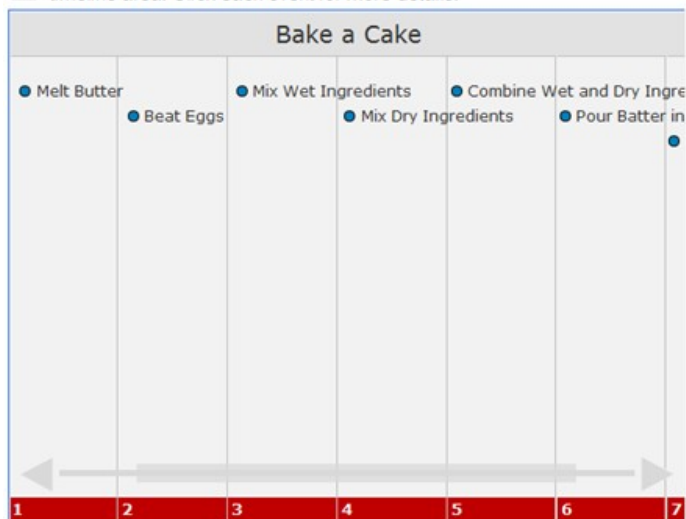 Bake a Cake
Melt Butter
Mix Wet Ingredients
Combine Wet and Dry Ingre
Beat Eggs
Mix Dry Ingredients
Pour Batter in
1 2 3 4 5 6 7